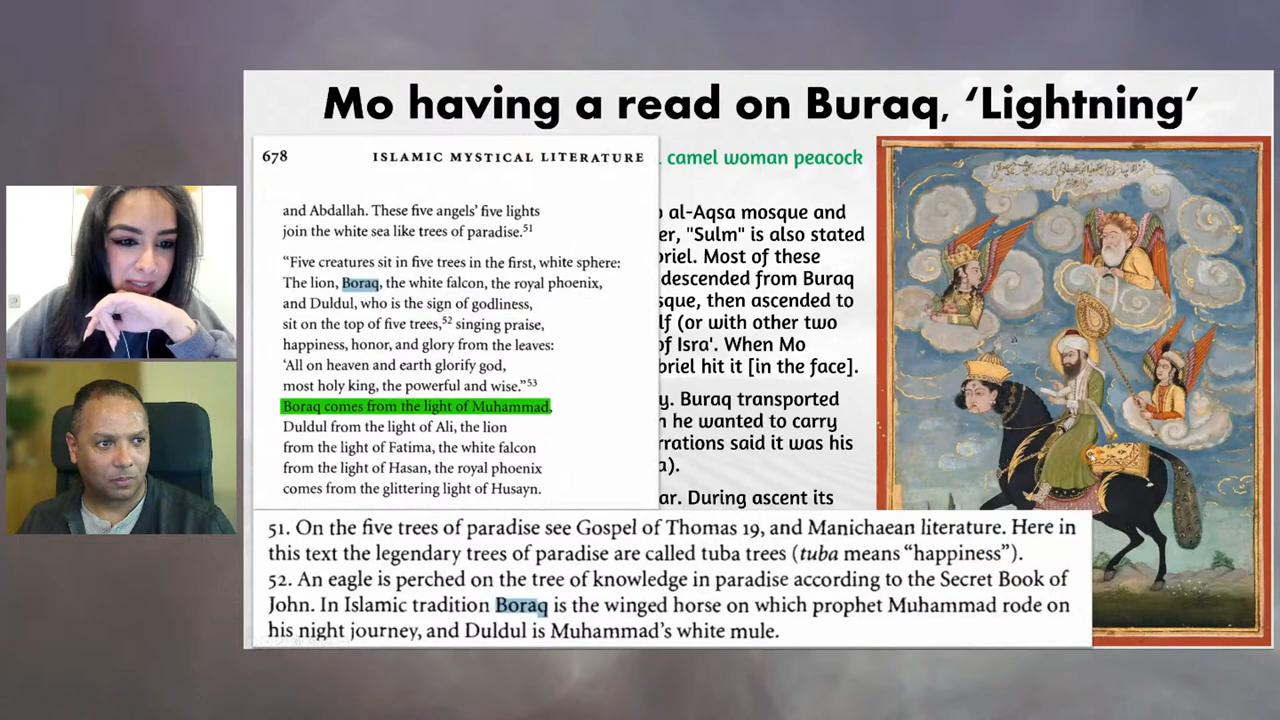 Mo having a read on Buraq, ‘Lightning’
678 ISLAMIC MYSTICAL LITERATURE
and Abdallah. These five angels’ five lights
join the white sea like trees of paradise.51
“Five creatures sit in five trees in the first, white sphere:
The lion, Boraq, the white falcon, the royal phoenix,
and Duldul, who is the sign of godliness,
sit on the top of five trees,52 singing praise,
happiness, honor, and glory from the leaves:
‘All on heaven and earth glorify god,
most holy king, the powerful and wise.”53
Boraq comes from the light of Muhammad,
Duldul from the light of Ali, the lion
from the light of Fatima, the white falcon
from the light of Hasan, the royal phoenix
comes from the glittering light of Husayn.
camel woman peacock
al-Aqsa mosque and
er, "Sulm" is also stated
briel. Most of these
descended from Buraq
sque, then ascended to
lf (or with other two
of Isra'. When Mo
briel hit it [in the face].
y. Buraq transported
he wanted to carry
rrations said it was his
a).
ar. During ascent its
51. On the five trees of paradise see Gospel of Thomas 19, and Manichaean literature. Here in
this text the legendary trees of paradise are called tuba trees (tuba means “happiness”).
52. An eagle is perched on the tree of knowledge in paradise according to the Secret Book of
John. In Islamic tradition Boraq is the winged horse on which prophet Muhammad rode on
his night journey, and Duldul is Muhammad’s white mule.